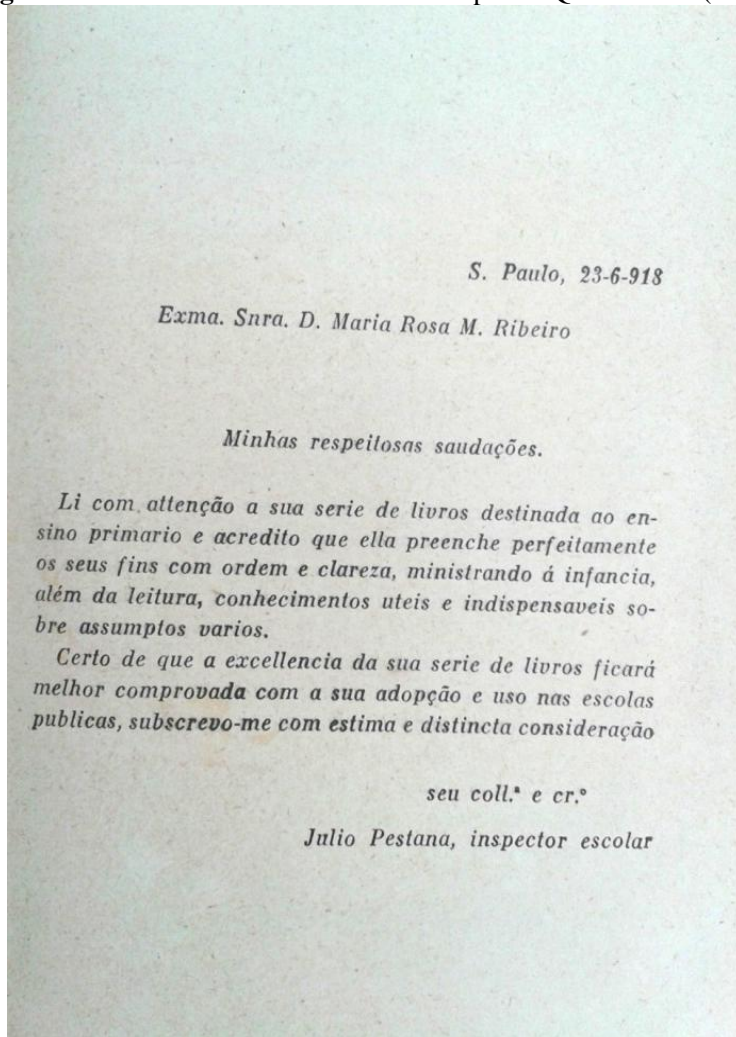 S. Paulo, 23-6-918
Exma. Snra. D. Maria Rosa M. Ribeiro
Minhas respeitosas saudações.
Li com attenção a sua serie de livros destinada ao en-
sino primario e acredito que ella preenche perfeitamente
os seus fins com ordem e clareza, ministrando á infancia,
além da leitura, conhecimentos uteis e indispensaveis so-
bre assumptos varios.
Certo de que a excellencia da sua serie de livros ficará
melhor comprovada com a sua adopção e uso nas escolas
publicas, subscrevo-me com estima e distincta consideração
seu coll.ª e cr.º
Julio Pestana, inspector escolar